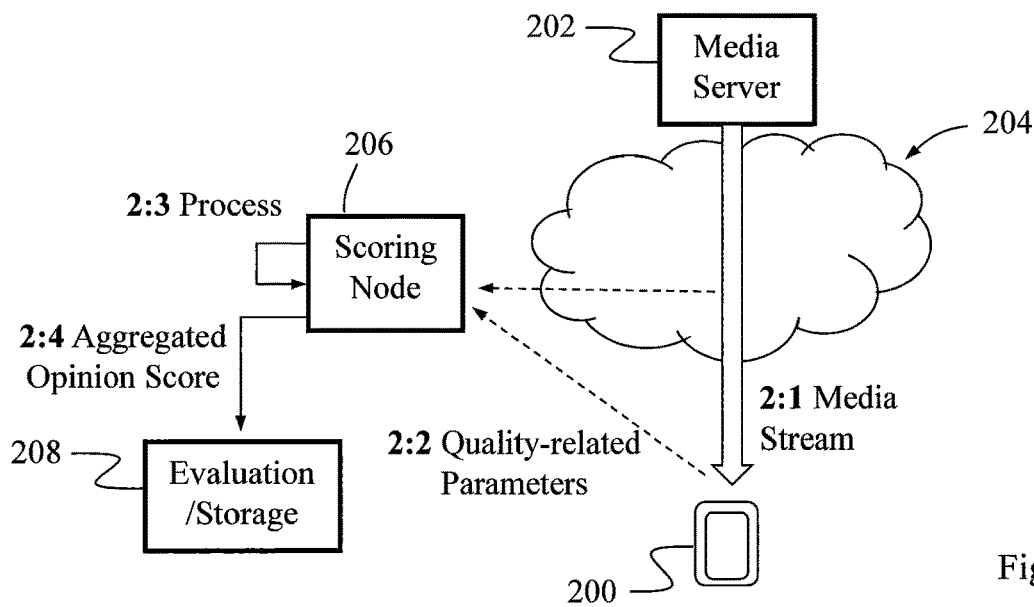 202
Media
Server
204
206
2:3 Process
Scoring
Node
2:4 Aggregated
Opinion Score
2:1 Media
Stream
208
2:2 Quality-related
Parameters
Evaluation
/Storage
200
Fig